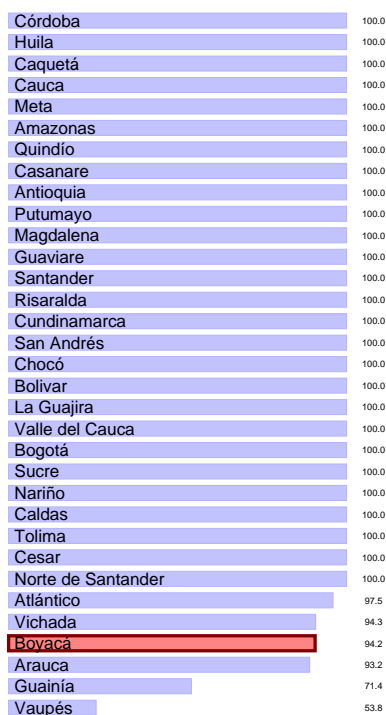 Córdoba 100.0
Huila 100.0
Caquetá 100.0
Cauca 100.0
Meta 100.0
Amazonas 100.0
Quindío 100.0
Casanare 100.0
Antioquia 100.0
Putumayo 100.0
Magdalena 100.0
Guaviare 100.0
Santander 100.0
Risaralda 100.0
Cundinamarca 100.0
San Andrés 100.0
Chocó 100.0
Bolivar 100.0
La Guajira 100.0
Valle del Cauca 100.0
Bogotá 100.0
Sucre 100.0
Nariño 100.0
Caldas 100.0
Tolima 100.0
Cesar 100.0
Norte de Santander 100.0
Atlántico 97.5
Vichada 94.3
Boyacá 94.2
Arauca 93.2
Guainía 71.4
Vaupés 53.8